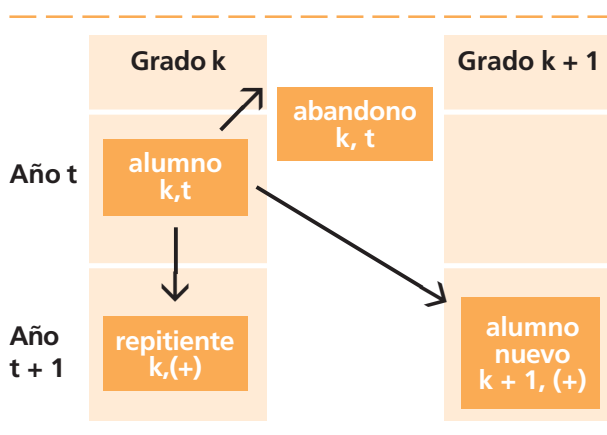 Grado k
Grado k + 1
abandono
k, t
Año t
alumno
k,t
Año
t + 1
repitiente
k,(+)
alumno
nuevo
k + 1, (+)